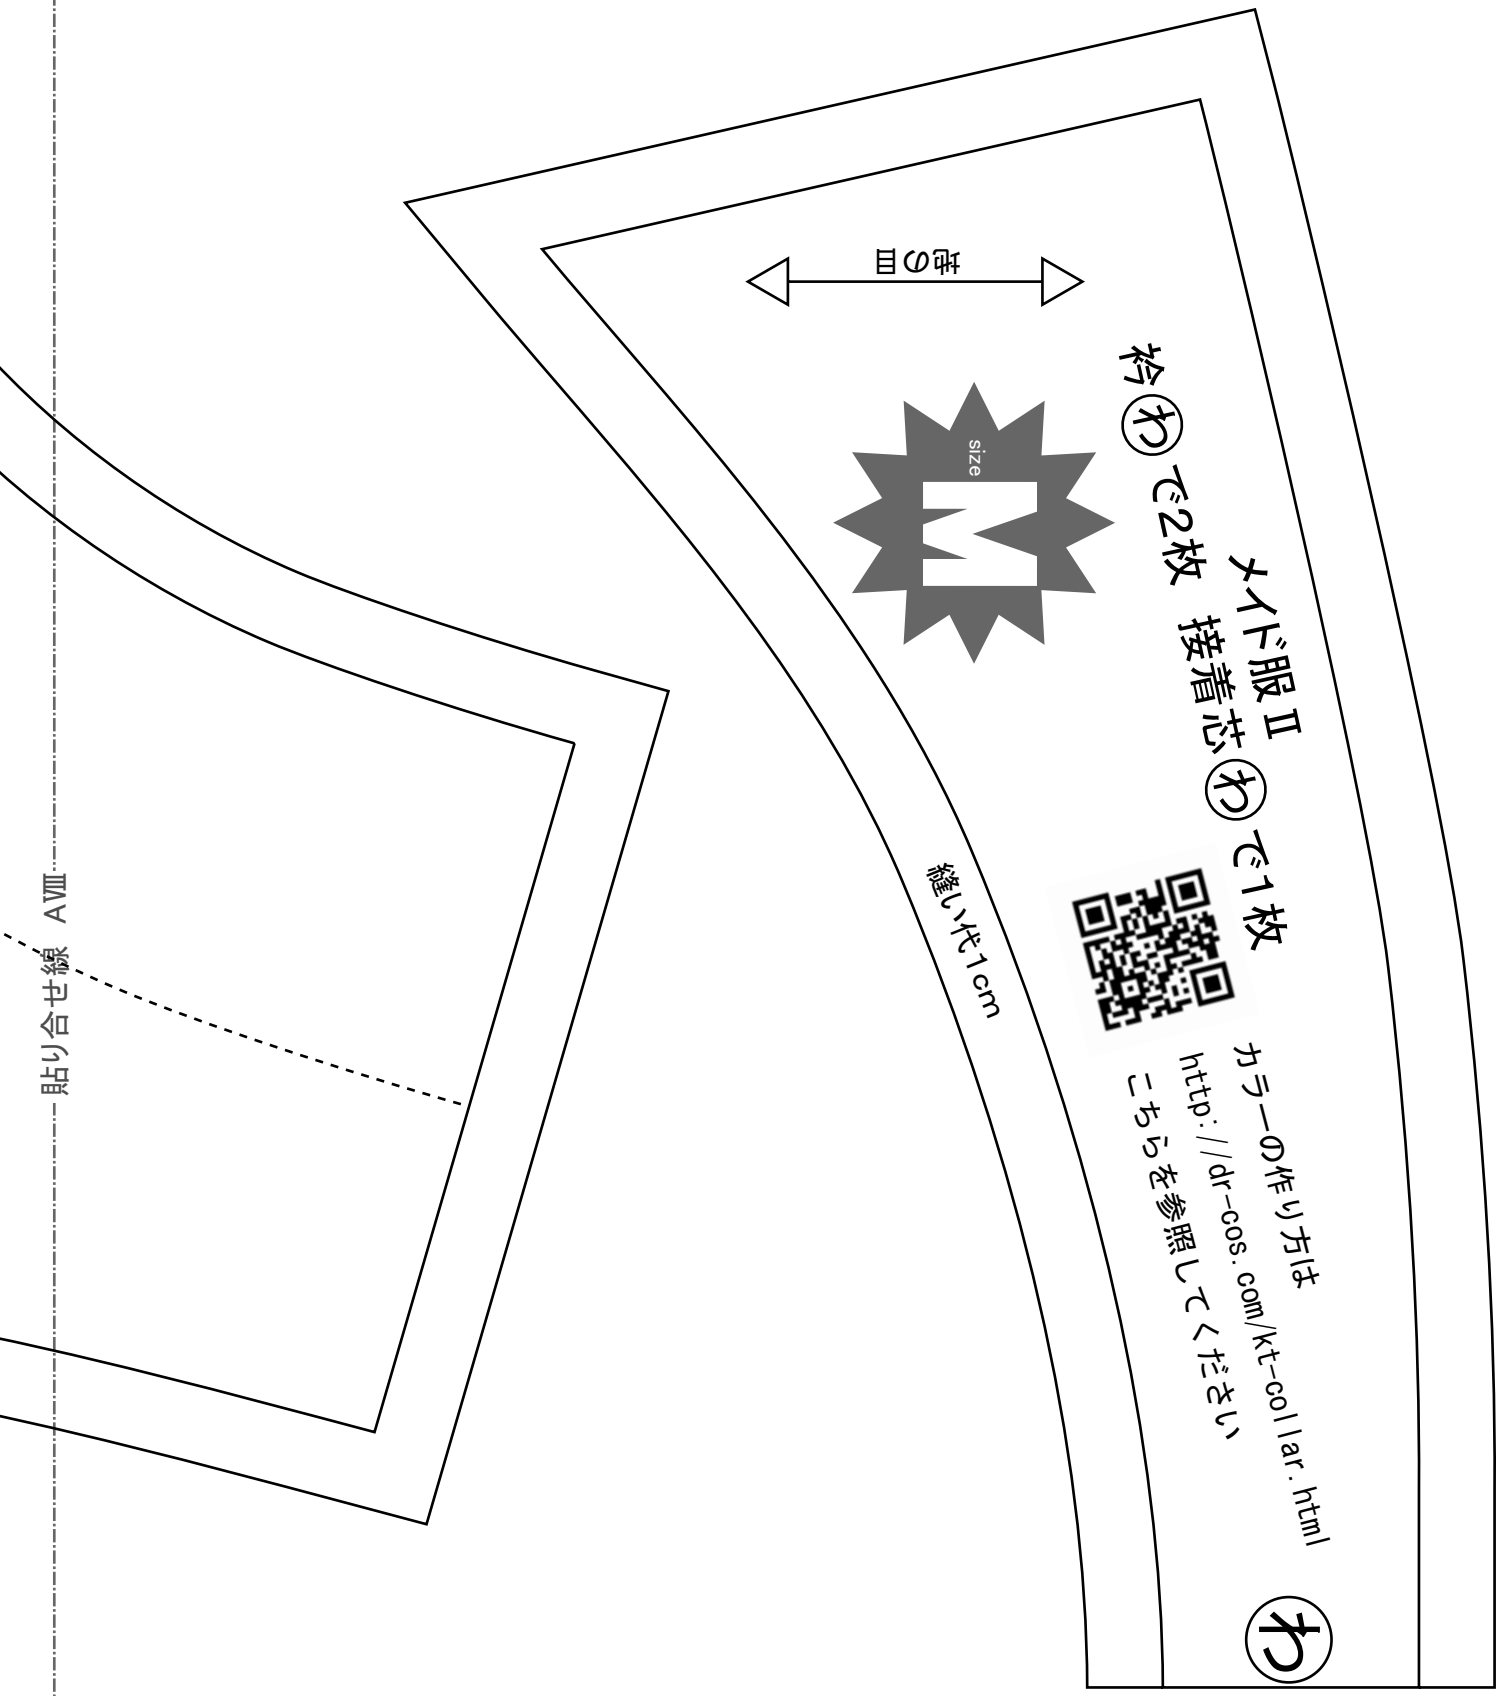 地の目
メイド服Ⅱ
衿わで2枚 接着芯わで1枚
size
M
縫い代1cm
カラーの作り方は
http://dr-cos.com/kt-collar.html
こちらを参照してください
わ
貼り合せ線 AⅧ